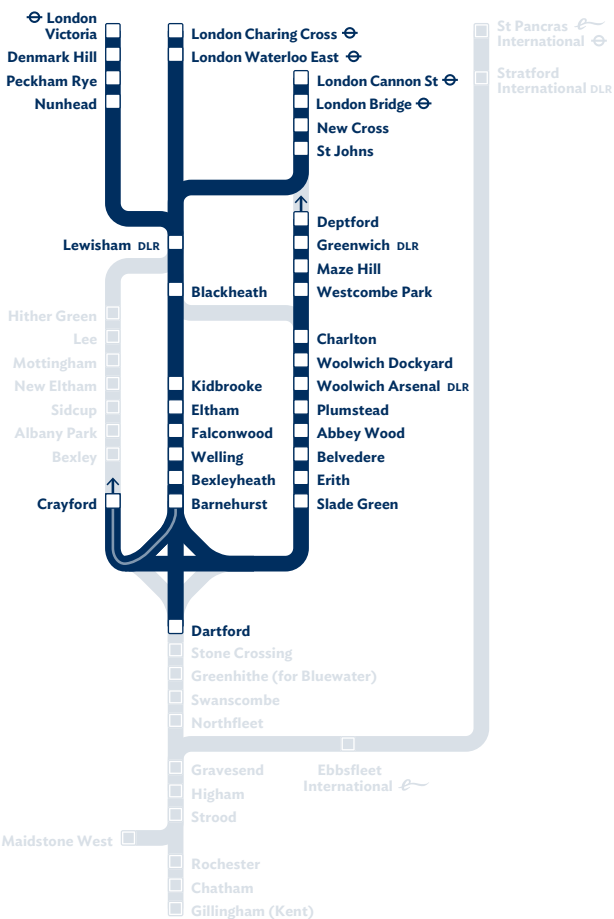 London
Victoria
Denmark Hill
Peckham Rye
Nunhead
London Charing Cross
London Waterloo East
London Cannon St
London Bridge
New Cross
St Johns
St Pancras
International
Stratford
International DLR
Lewisham DLR
Blackheath
Deptford
Greenwich DLR
Maze Hill
Westcombe Park
Charlton
Woolwich Dockyard
Woolwich Arsenal DLR
Plumstead
Abbey Wood
Belvedere
Erith
Slade Green
Hither Green
Lee
Mottingham
New Eltham
Sidcup
Albany Park
Bexley
Crayford
Kidbrooke
Eltham
Falconwood
Welling
Bexleyheath
Barnehurst
Dartford
Stone Crossing
Greenhithe (for Bluewater)
Swanscombe
Northfleet
Ebbsfleet
International
Gravesend
Higham
Strood
Maidstone West
Rochester
Chatham
Gillingham (Kent)